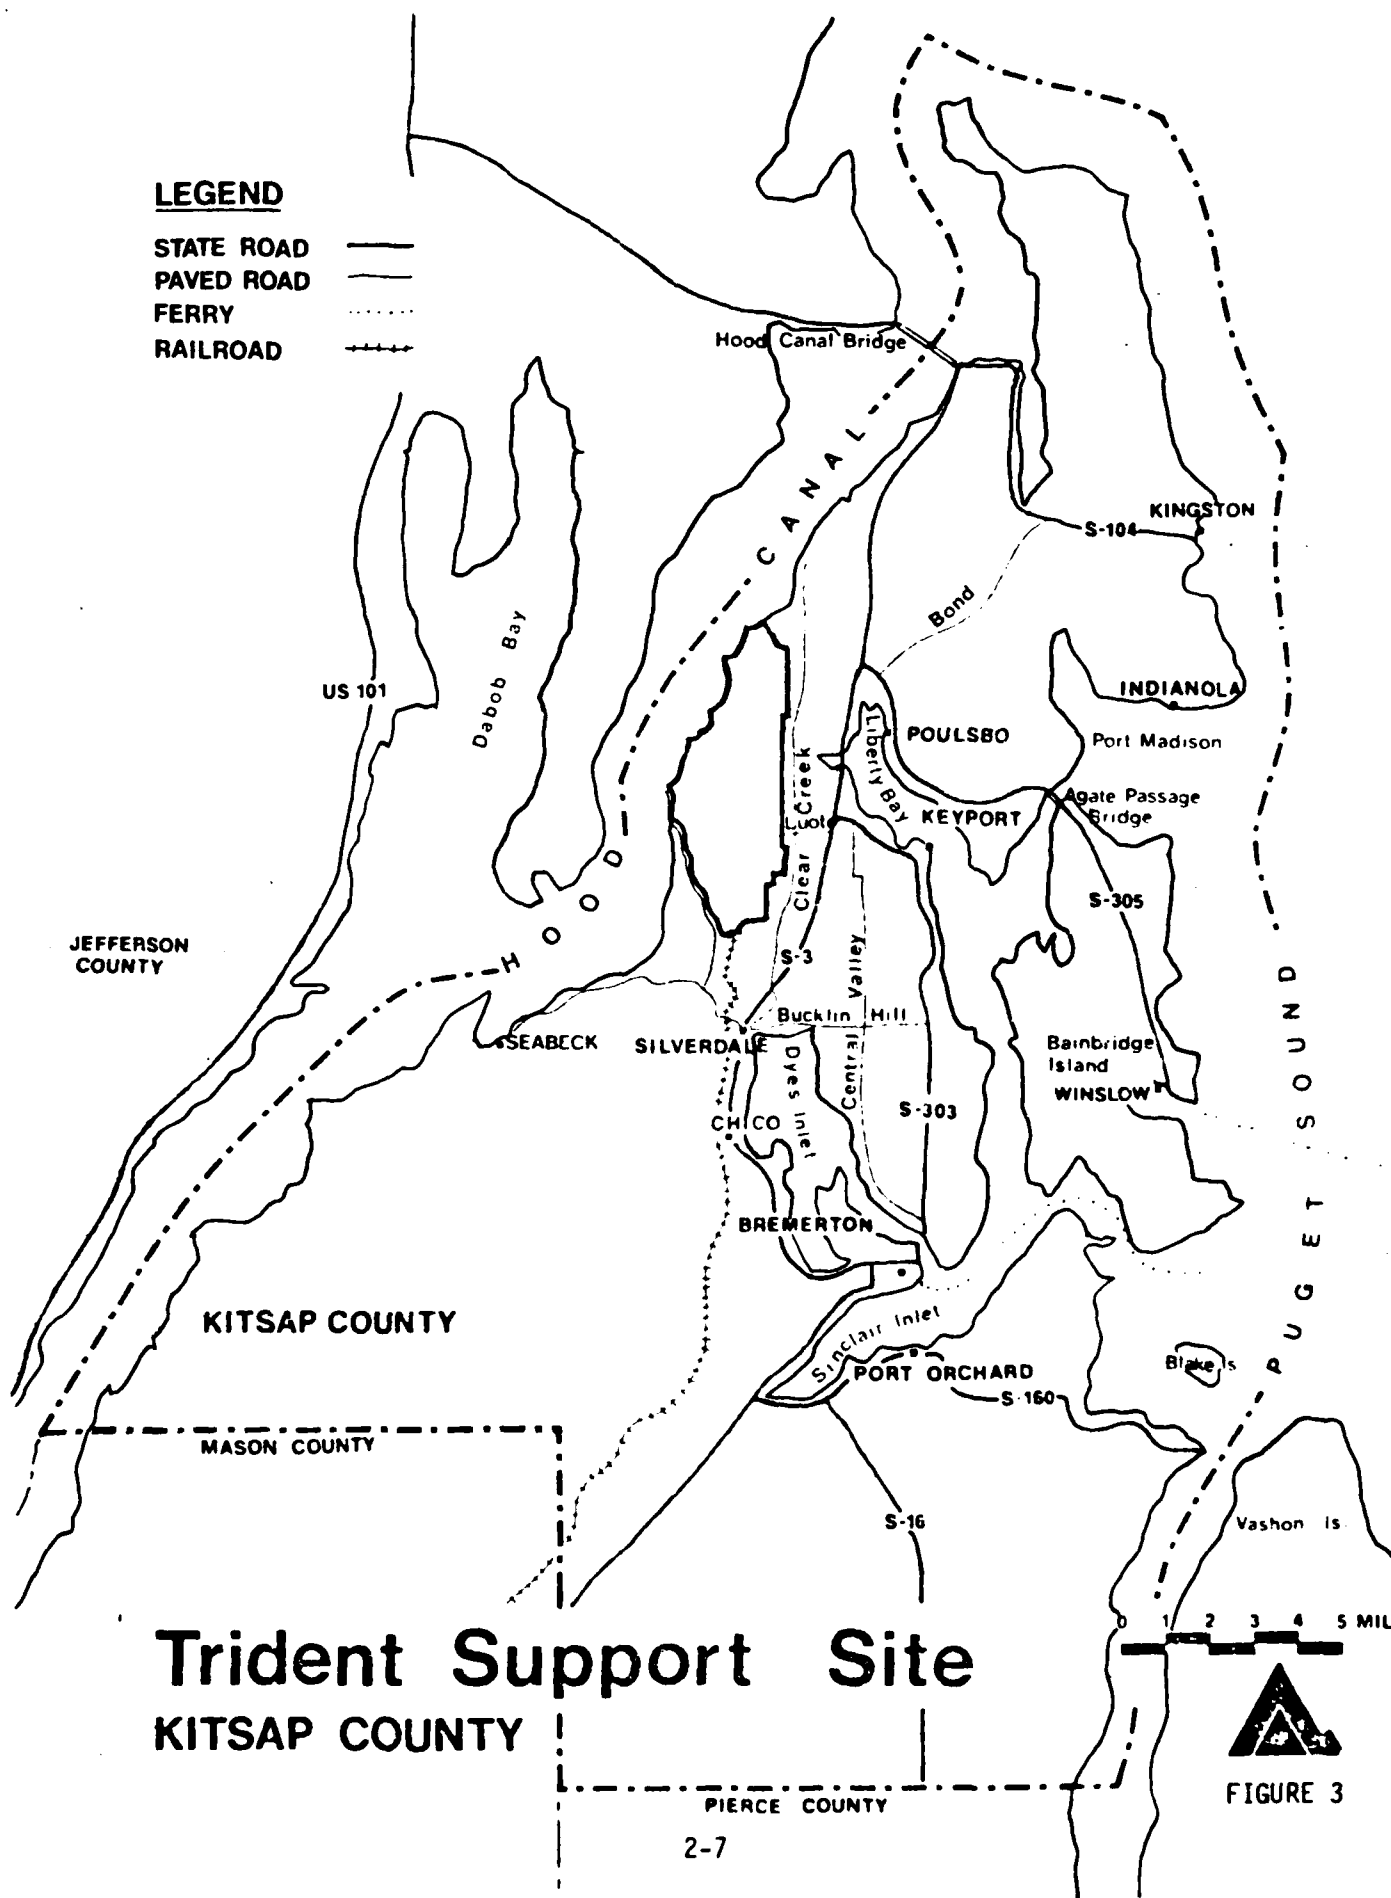 LEGEND
STATE ROAD
PAVED ROAD
FERRY
RAILROAD
Hood Canal Bridge
HOOD CANAL
KINGSTON
S-104
Bond
Dabob Bay
US 101
INDIANOLA
POULSBO
Port Madison
Liberty Bay
Agate Passage
Bridge
KEYPORT
Clear Creek
S-305
JEFFERSON
COUNTY
S-3
Central Valley
Bucklin Hill
SEABECK
SILVERDALE
Dyes Inlet
Bainbridge
Island
WINSLOW
S-303
CHICO
PUGET SOUND
BREMERTON
KITSAP COUNTY
Sinclair Inlet
Blake Is
PORT ORCHARD
S-160
MASON COUNTY
S-16
Vashon Is.
0 1 2 3 4 5 MIL
Trident Support Site
KITSAP COUNTY
FIGURE 3
PIERCE COUNTY
2-7